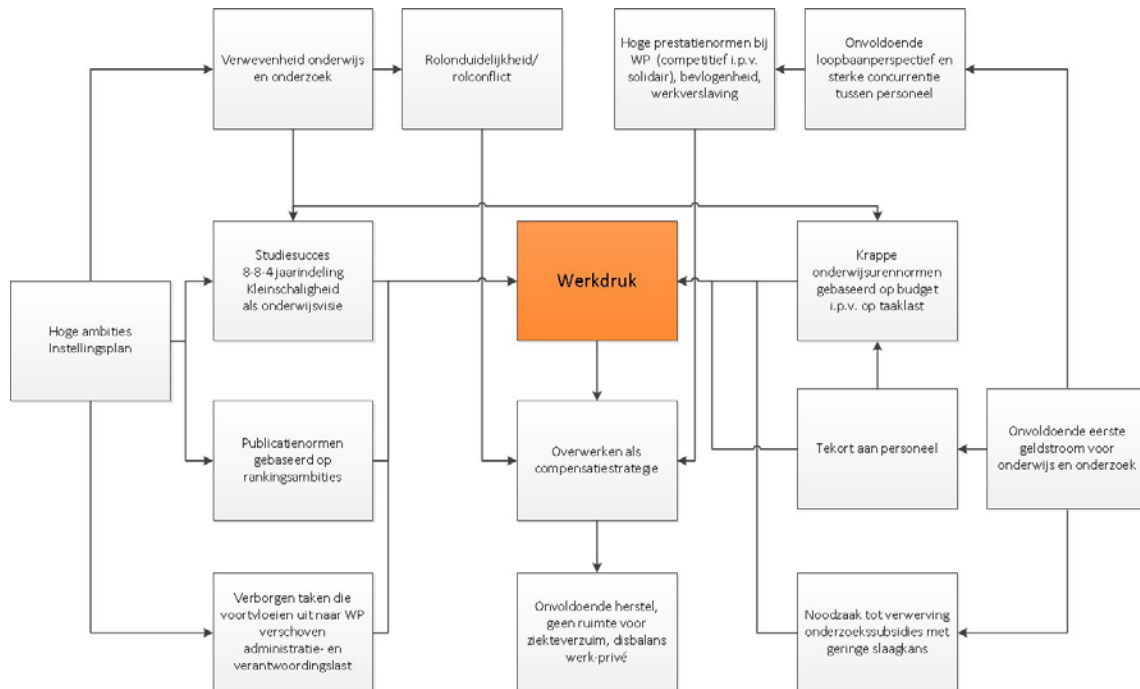 Verwevenheid onderwijs
en onderzoek
Rolonduidelijkheid/
rolconflict
Hoge prestatienormen bij
WP (competitief i.p.v.
solidair), bevlogenheid,
werkverslaving
Onvoldoende
loopbaanperspectief en
sterke concurrentie
tussen personeel
Studiesucces
8-8-4 jaarindeling
Kleinschaligheid
als onderwijsvisie
Werkdruk
Krappe
onderwijsurennormen
gebaseerd op budget
i.p.v. op taaklast
Hoge ambities
Instellingsplan
Publicatienormen
gebaseerd op
rankingsambities
Overwerken als
compensatiestrategie
Tekort aan personeel
Onvoldoende eerste
geldstroom voor
onderwijs en onderzoek
Verborgen taken die
voortvloeien uit naar WP
verschoven
administratie- en
verantwoordingslast
Onvoldoende herstel,
geen ruimte voor
ziekteverzuim, disbalans
werk-privé
Noodzaak tot verwerving
onderzoekssubsidies met
geringe slaagkans